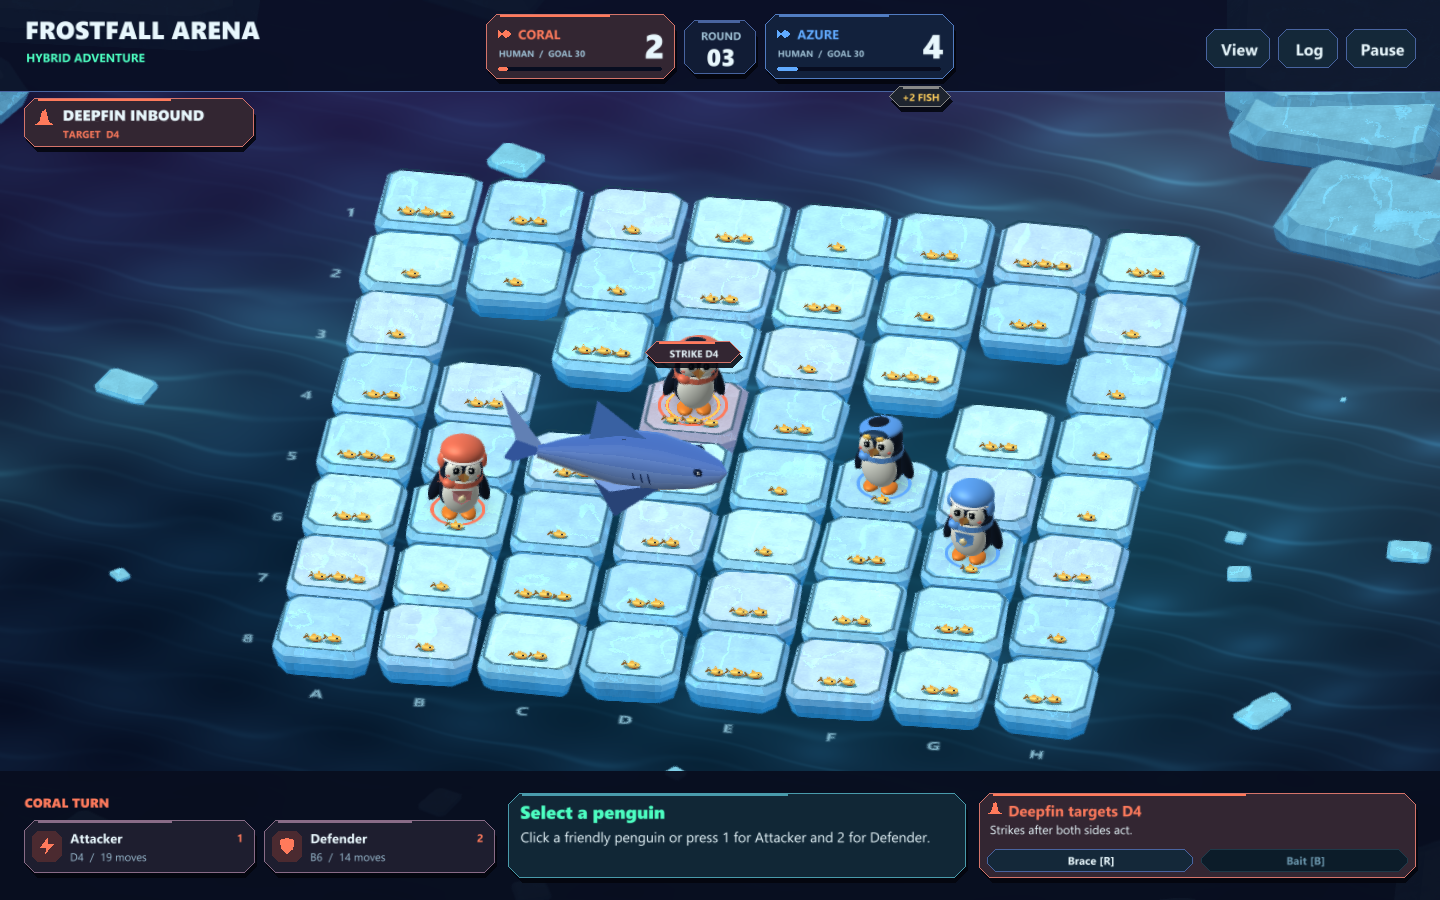 FROSTFALL ARENA
HYBRID ADVENTURE
CORAL
HUMAN / GOAL 30
2
ROUND
03
AZURE
HUMAN / GOAL 30
4
+2 FISH
View
Log
Pause
DEEPFIN INBOUND
TARGET D4
1
2
3
4
5
6
7
8
STRIKE D4
A
B
C
D
E
F
G
H
CORAL TURN
Attacker
1
D4 / 19 moves
Defender
2
B6 / 14 moves
Select a penguin
Click a friendly penguin or press 1 for Attacker and 2 for Defender.
Deepfin targets D4
Strikes after both sides act.
Brace [R]
Bait [B]